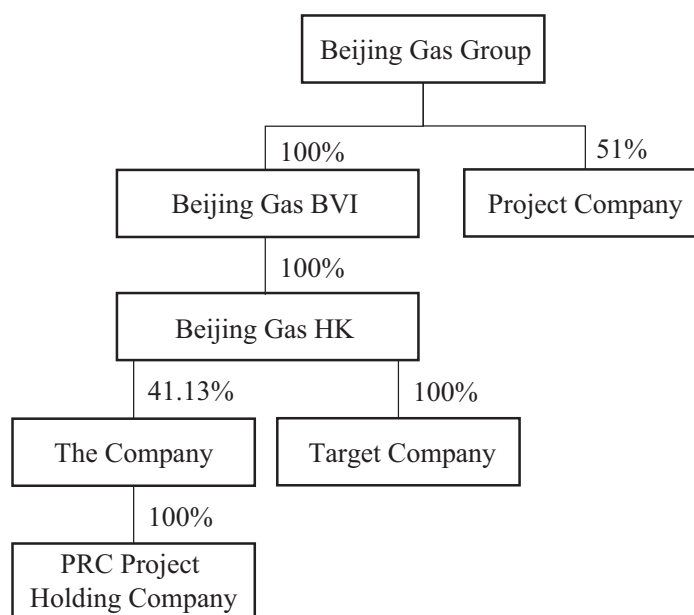 Beijing Gas Group
100%
51%
Beijing Gas BVI
Project Company
100%
Beijing Gas HK
41.13%
100%
The Company
Target Company
100%
PRC Project
Holding Company